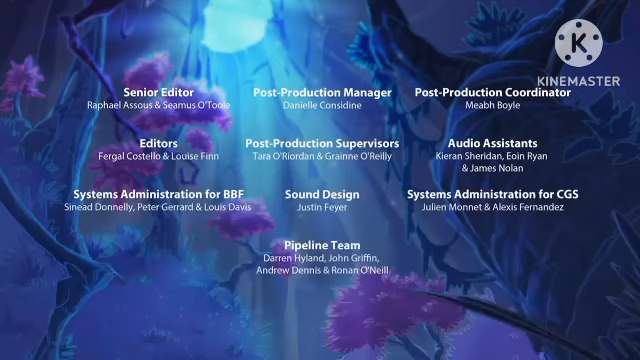 KINEMASTER
Senior Editor
Raphael Assous & Seamus O'Toole
Post-Production Manager
Danielle Considine
Post-Production Coordinator
Meabh Boyle
Editors
Fergal Costello & Louise Finn
Post-Production Supervisors
Tara O'Riordan & Grainne O'Reilly
Audio Assistants
Kieran Sheridan, Eoin Ryan
& James Nolan
Systems Administration for BBF
Sinead Donnelly, Peter Gerrard & Louis Davis
Sound Design
Justin Feyer
Systems Administration for CGS
Julien Monnet & Alexis Fernandez
Pipeline Team
Darren Hyland, John Griffin,
Andrew Dennis & Ronan O'Neill